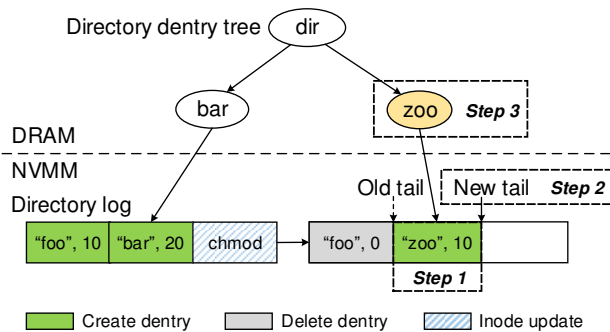 Directory dentry tree
dir
bar
zoo
Step 3
DRAM
NVMM
Step 2
Old tail
New tail
Directory log
“foo”, 10
“bar”, 20
chmod
“foo”, 0
“zoo”, 10
Step 1
Create dentry
Delete dentry
Inode update